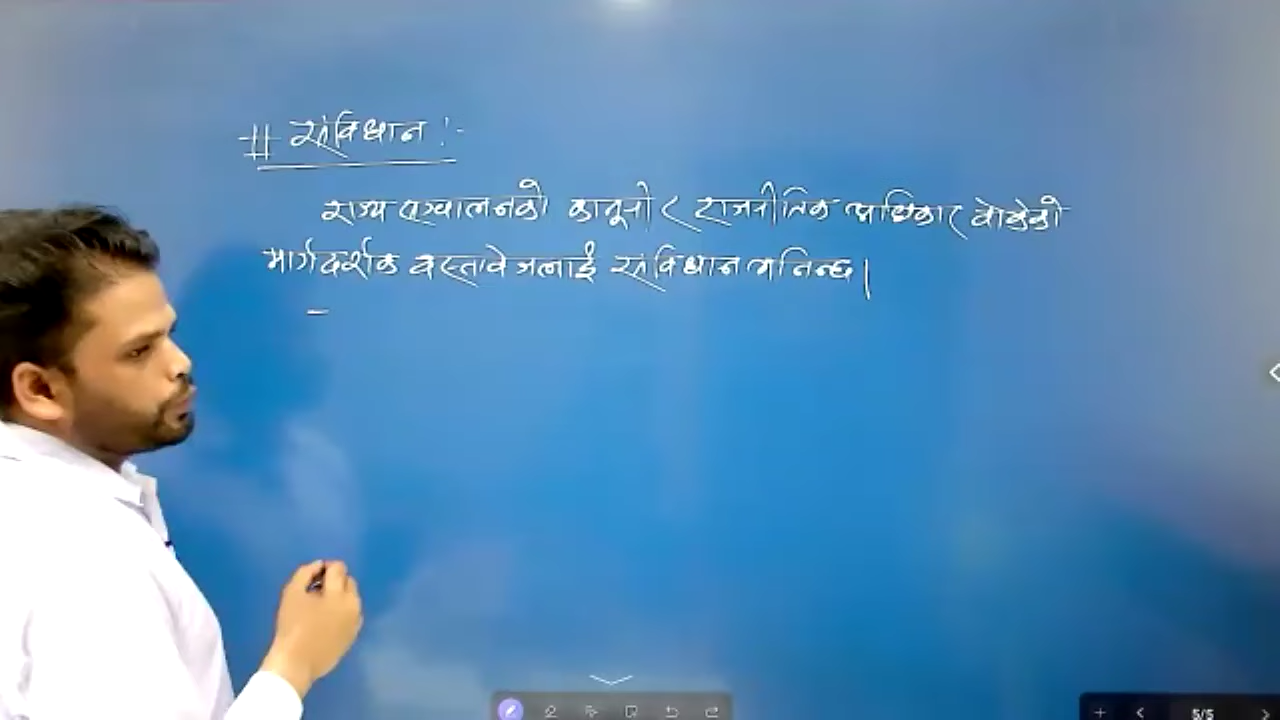 # संविधान :-
राज्य सञ्चालनको कानूनी र राजनीतिक अधिकार बोकेको
मार्गदर्शक दस्तावेजलाई संविधान भनिन्छ।
-
5/5